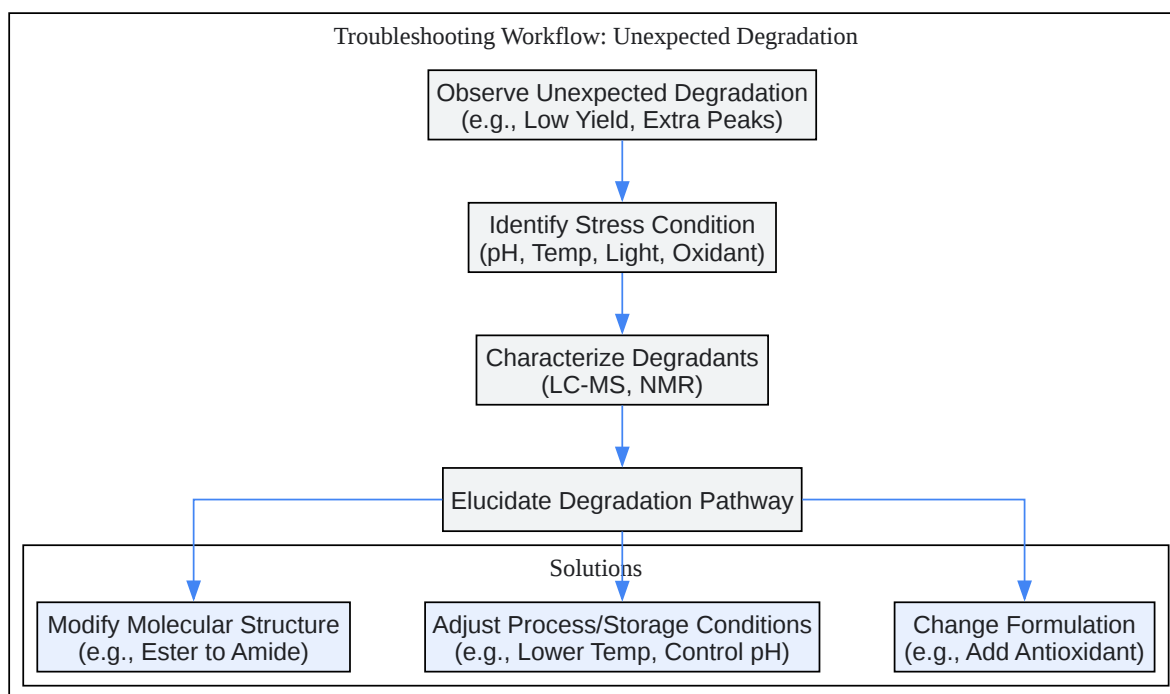 Troubleshooting Workflow: Unexpected Degradation
Observe Unexpected Degradation
(e.g., Low Yield, Extra Peaks)
Identify Stress Condition
(pH, Temp, Light, Oxidant)
Characterize Degradants
(LC-MS, NMR)
Elucidate Degradation Pathway
Solutions
Modify Molecular Structure
(e.g., Ester to Amide)
Adjust Process/Storage Conditions
(e.g., Lower Temp, Control pH)
Change Formulation
(e.g., Add Antioxidant)